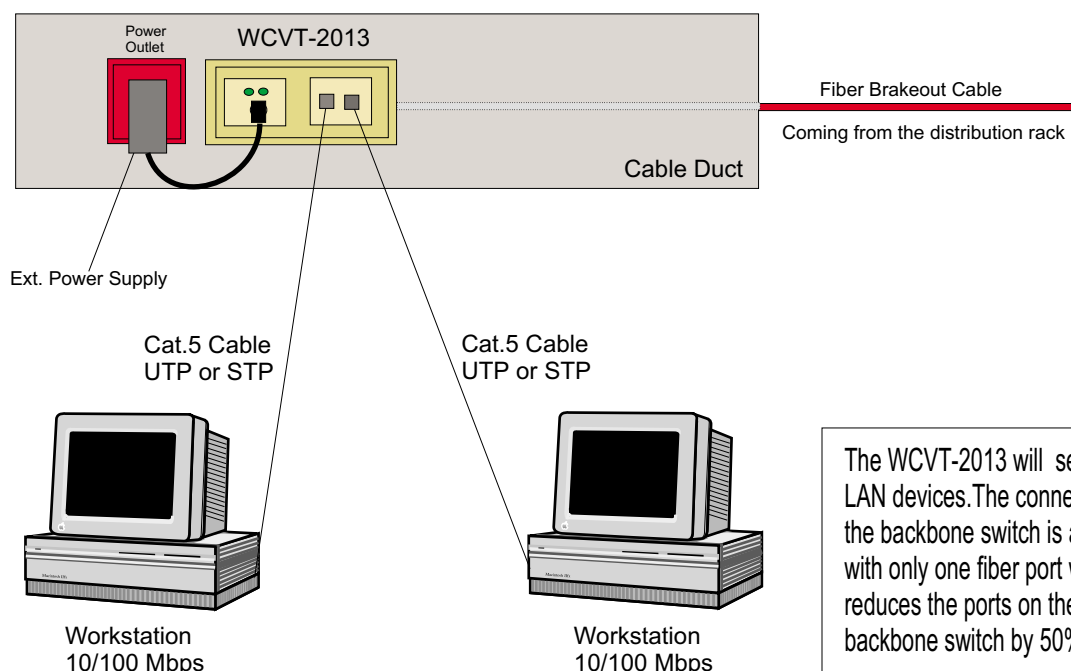 Power
Outlet
WCVT-2013
Fiber Brakeout Cable
Coming from the distribution rack
Cable Duct
Ext. Power Supply
Cat.5 Cable
UTP or STP
Cat.5 Cable
UTP or STP
The WCVT-2013 will
LAN devices.The
the backbone switch is
with only one fiber port
reduces the ports on the
backbone switch by 50%
Workstation
10/100 Mbps
Workstation
10/100 Mbps